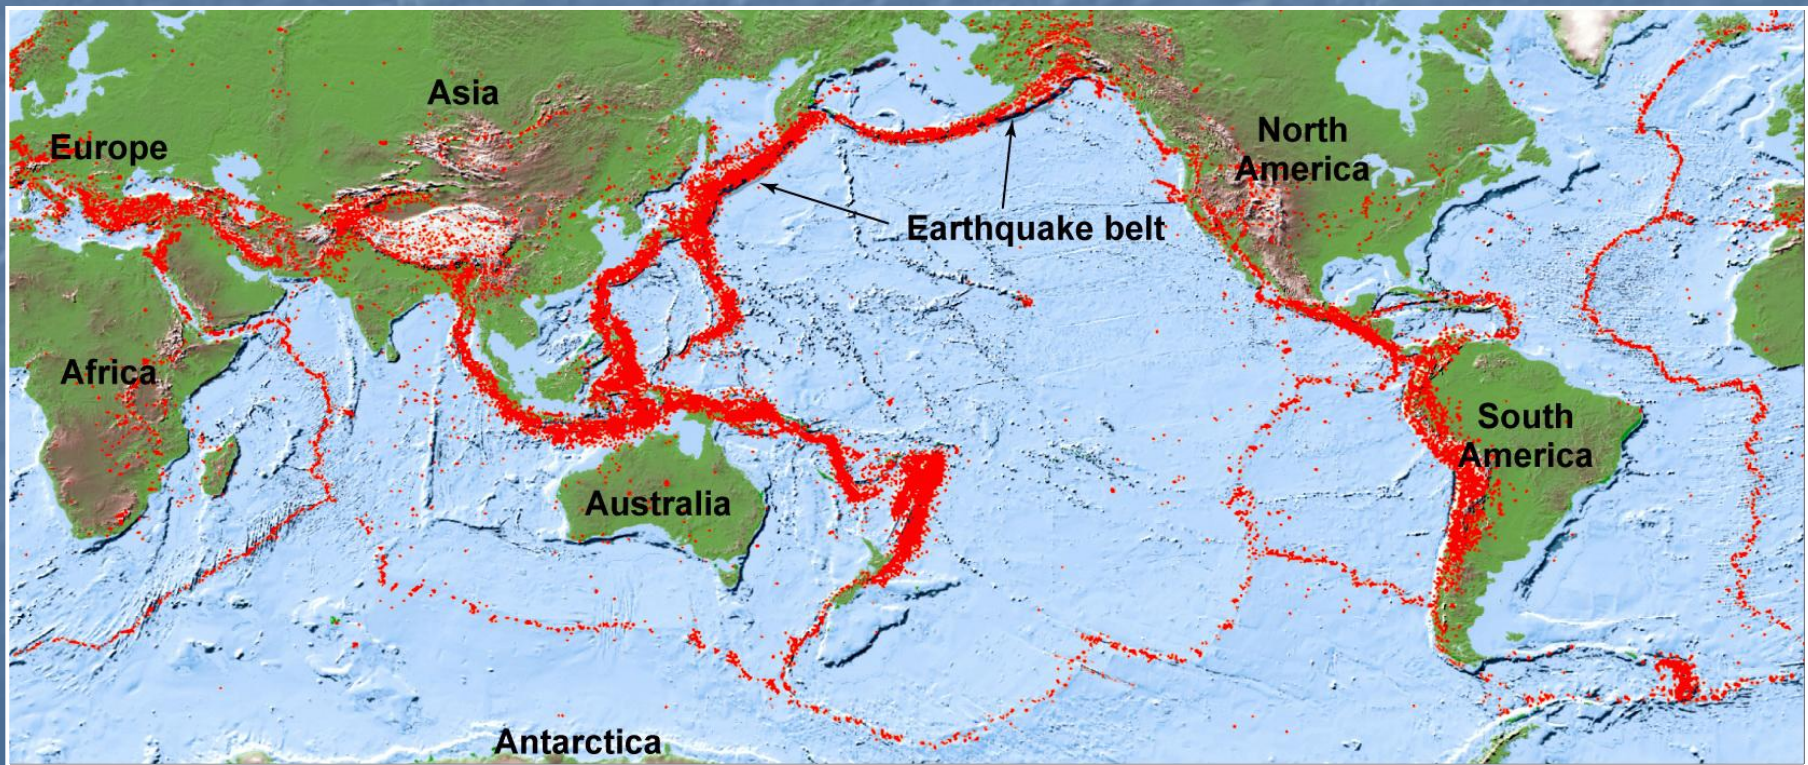 Asia
Europe
North
America
Earthquake belt
Africa
South
America
Australia
Antarctica